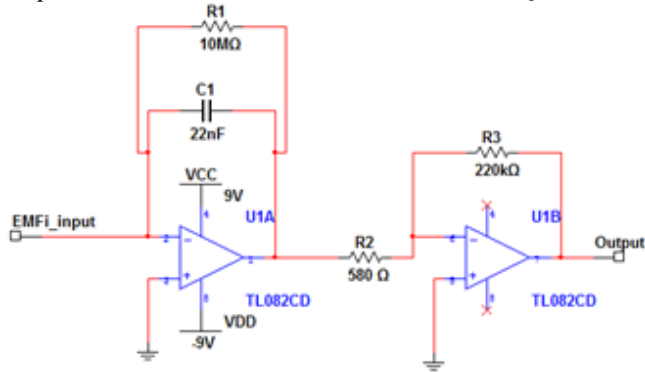 R1
10MΩ
C1
22nF
VCC
9V
U1A
EMFi_input
TL082CD
VDD
-9V
R2
580 Ω
R3
220kΩ
U1B
Output
TL082CD